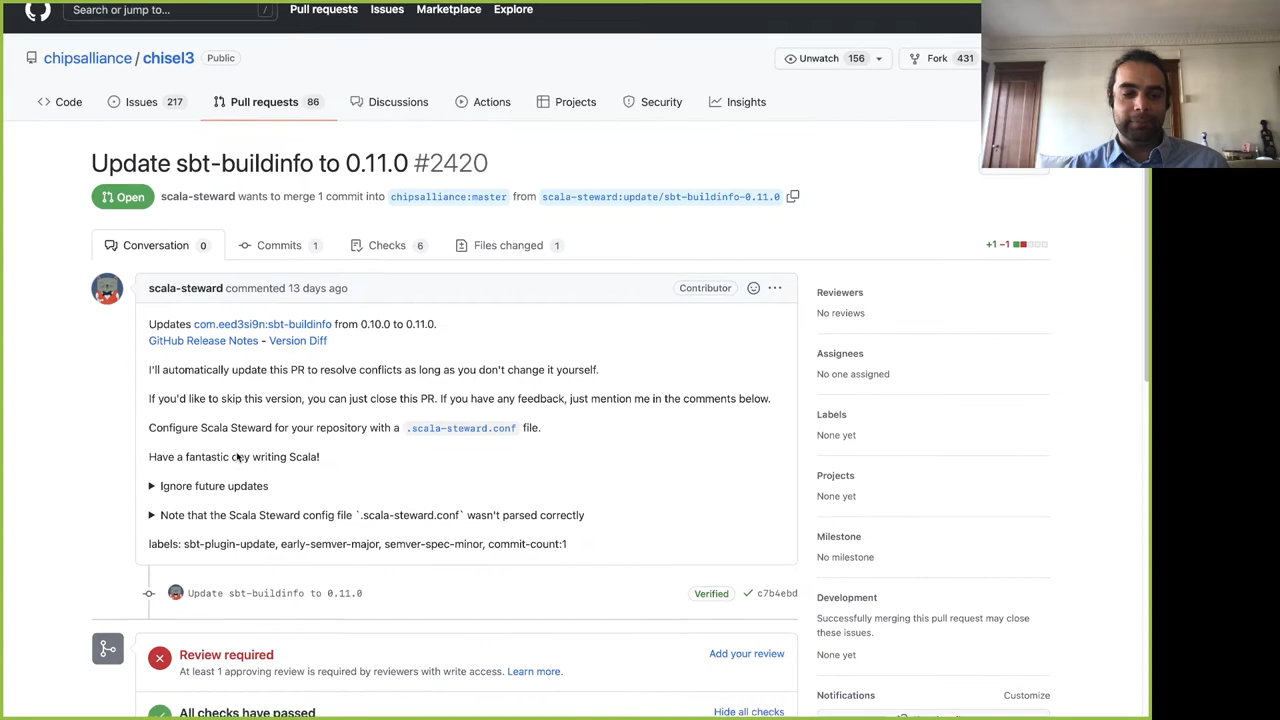 Search or jump to... /
Pull requests Issues Marketplace Explore
chipsalliance / chisel3 Public
Unwatch 156 Fork 431
Code Issues 217 Pull requests 86 Discussions Actions Projects Security Insights
Update sbt-buildinfo to 0.11.0 #2420
Open scala-steward wants to merge 1 commit into chipsalliance:master from scala-steward:update/sbt-buildinfo-0.11.0
Conversation 0 Commits 1 Checks 6 Files changed 1
+1 −1
scala-steward commented 13 days ago Contributor ...
Updates com.eed3si9n:sbt-buildinfo from 0.10.0 to 0.11.0.
GitHub Release Notes - Version Diff
I'll automatically update this PR to resolve conflicts as long as you don't change it yourself.
If you'd like to skip this version, you can just close this PR. If you have any feedback, just mention me in the comments below.
Configure Scala Steward for your repository with a .scala-steward.conf file.
Have a fantastic day writing Scala!
Ignore future updates
Note that the Scala Steward config file `.scala-steward.conf` wasn't parsed correctly
labels: sbt-plugin-update, early-semver-major, semver-spec-minor, commit-count:1
Update sbt-buildinfo to 0.11.0 Verified c7b4ebd
Review required
At least 1 approving review is required by reviewers with write access. Learn more.
Add your review
All checks have passed
Hide all checks
Reviewers
No reviews
Assignees
No one assigned
Labels
None yet
Projects
None yet
Milestone
No milestone
Development
Successfully merging this pull request may close
these issues.
None yet
Notifications Customize